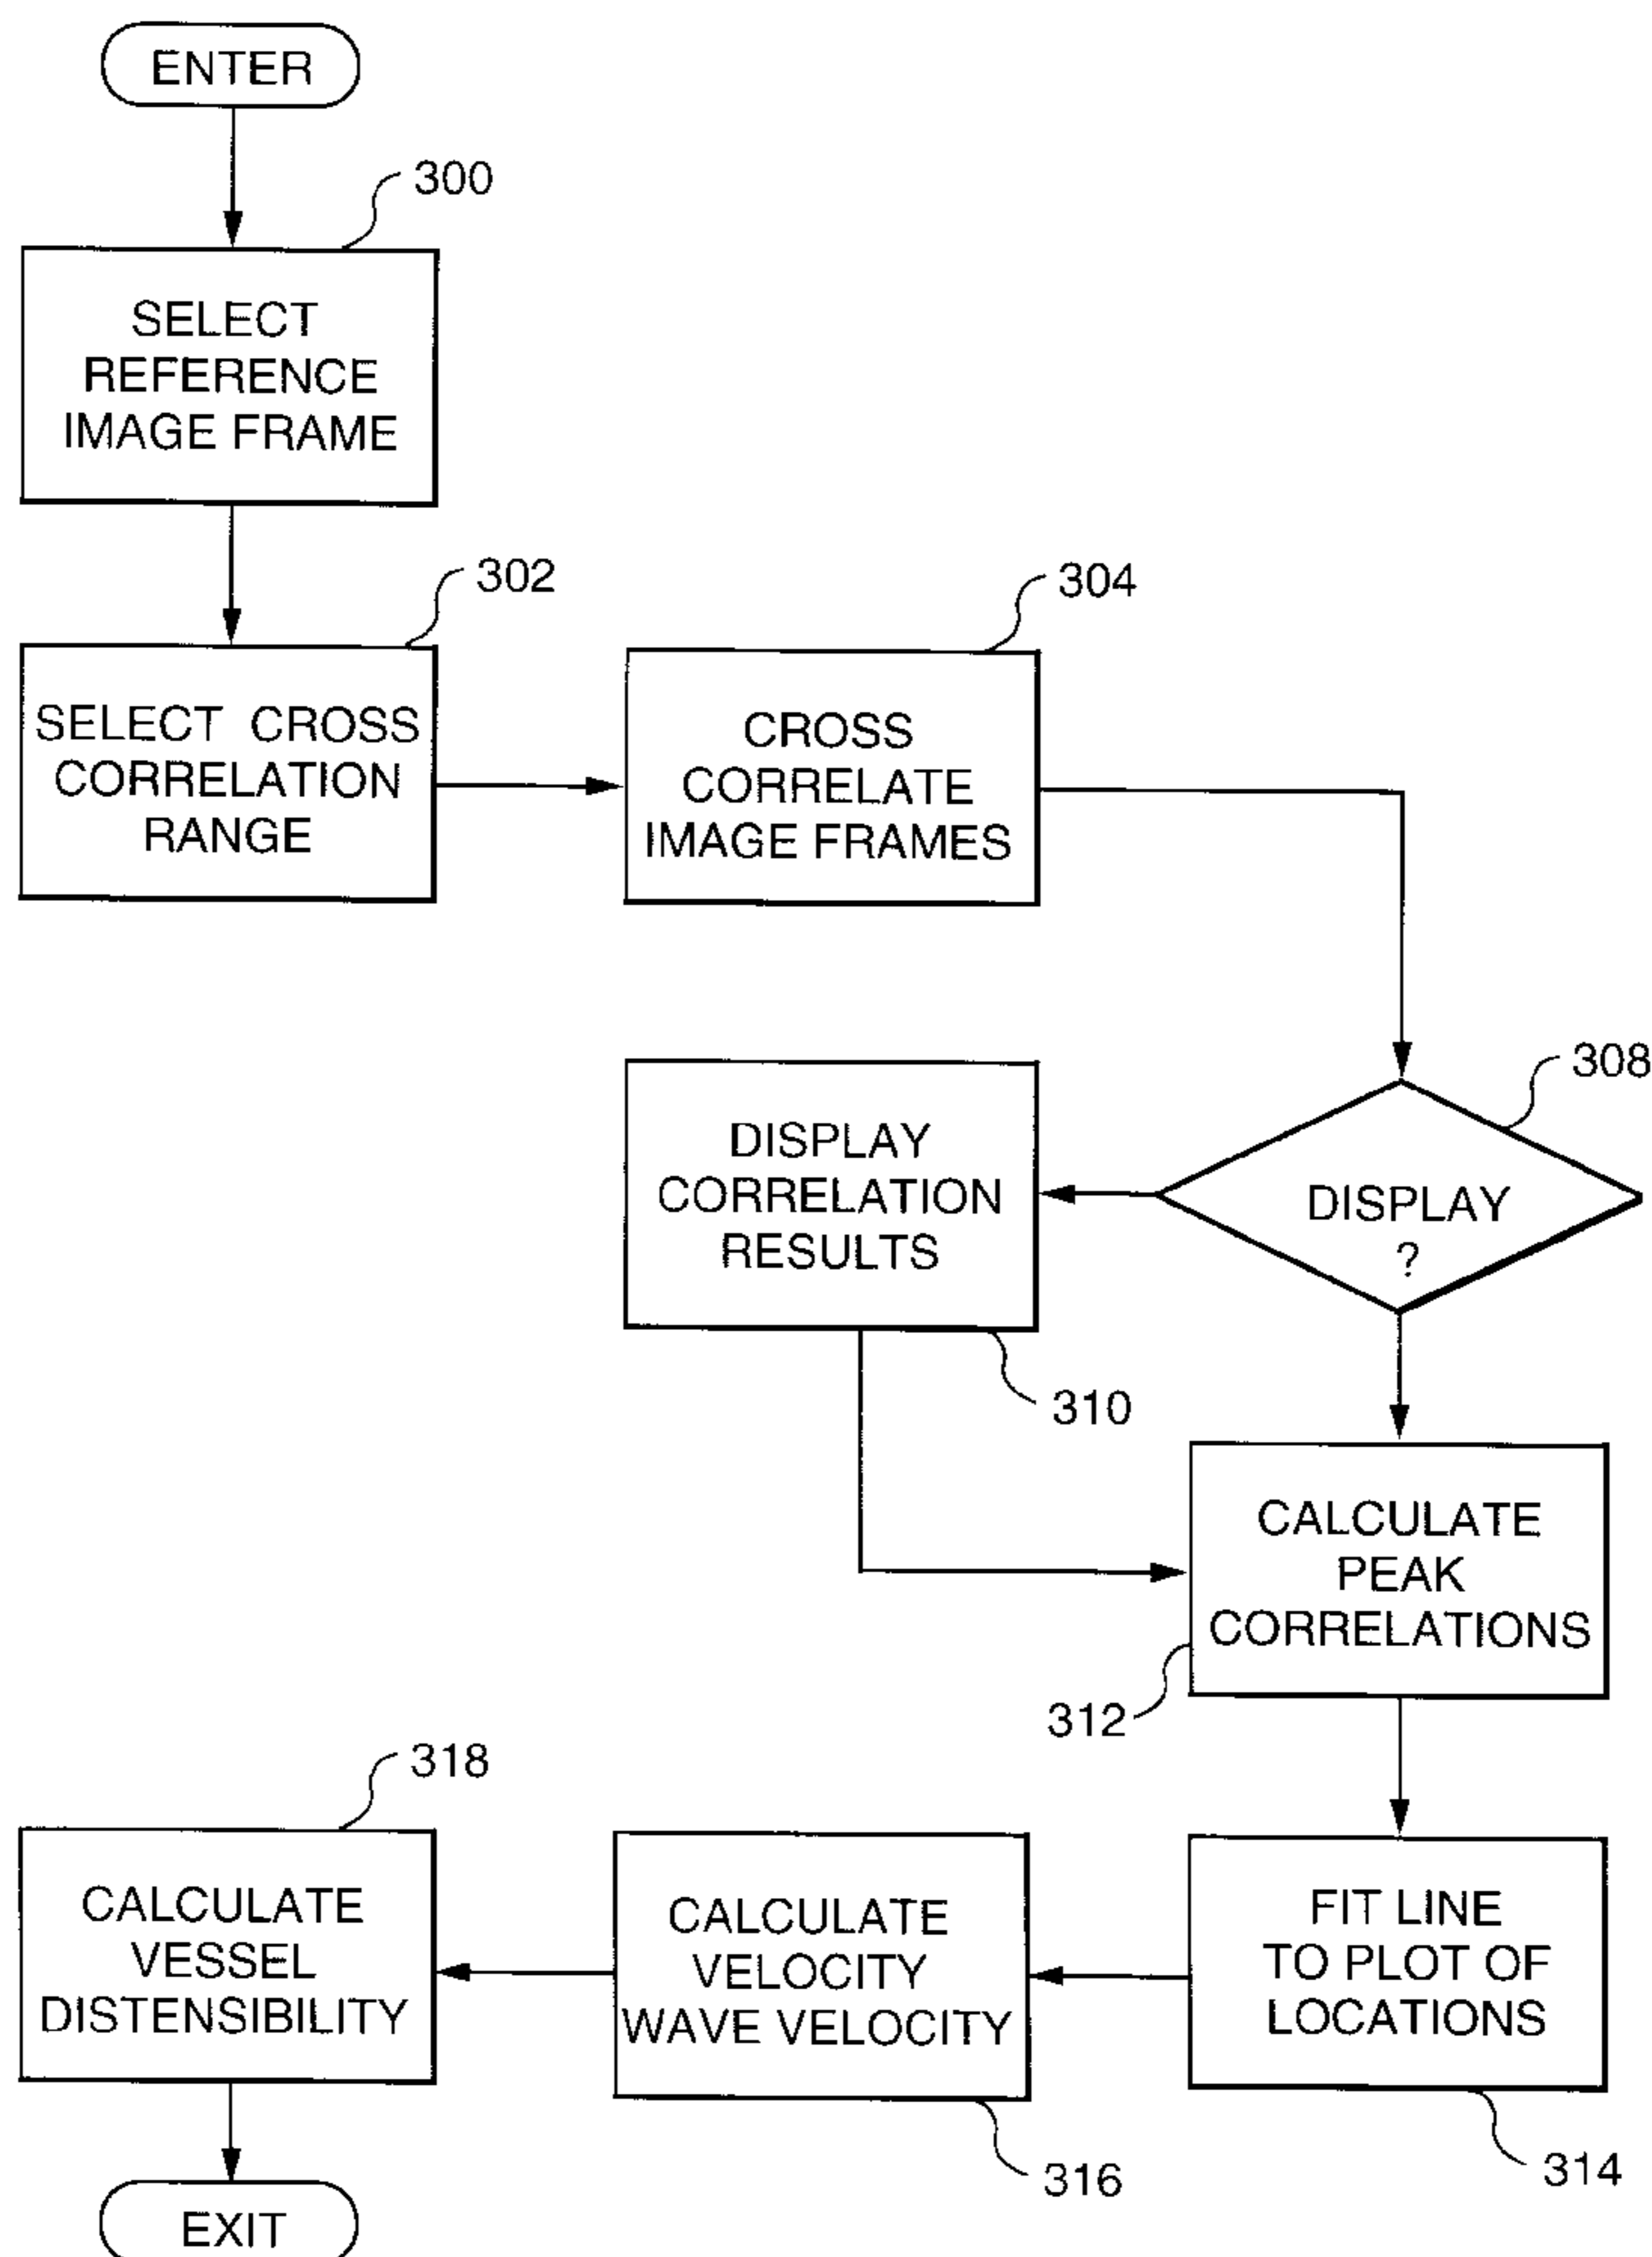 ENTER
300
SELECT
REFERENCE
IMAGE FRAME
302
SELECT CROSS
CORRELATION
RANGE
304
CROSS
CORRELATE
IMAGE FRAMES
308
DISPLAY
?
DISPLAY
CORRELATION
RESULTS
310
CALCULATE
PEAK
CORRELATIONS
312
FIT LINE
TO PLOT OF
LOCATIONS
314
CALCULATE
VELOCITY
WAVE VELOCITY
316
318
CALCULATE
VESSEL
DISTENSIBILITY
EXIT